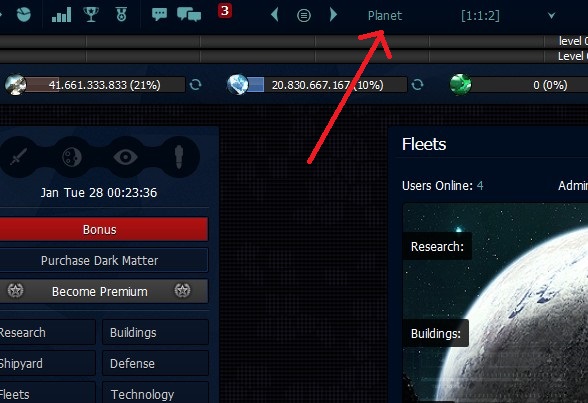 3 Planet [1:1:2]
level
Level
41.661.333.833 (21%) 20.830.667.167 (10%) 0 (0%)
Fleets
Users Online: 4
Jan Tue 28 00:23:36
Bonus
Purchase Dark Matter
Become Premium
Research:
Buildings:
Research Buildings
Shipyard Defense
Fleets Technology